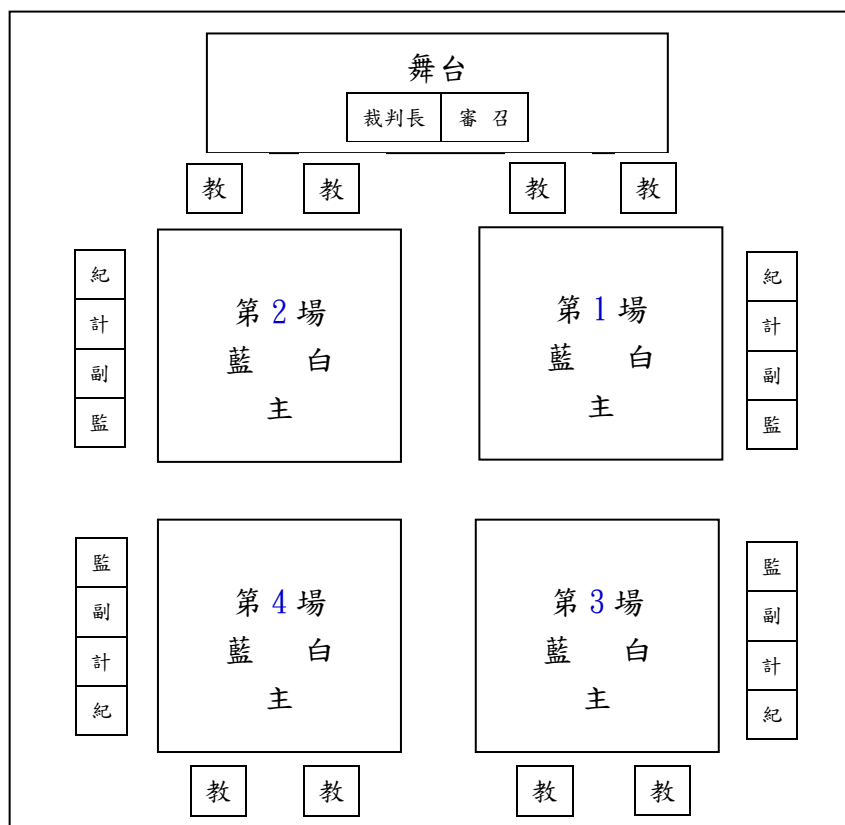 舞台
裁判長 審 召
教 教 教 教
紀
計
副
監
第 2 場
藍 白
主
第 1 場
藍 白
主
紀
計
副
監
監
副
計
紀
第 4 場
藍 白
主
第 3 場
藍 白
主
監
副
計
紀
教 教 教 教